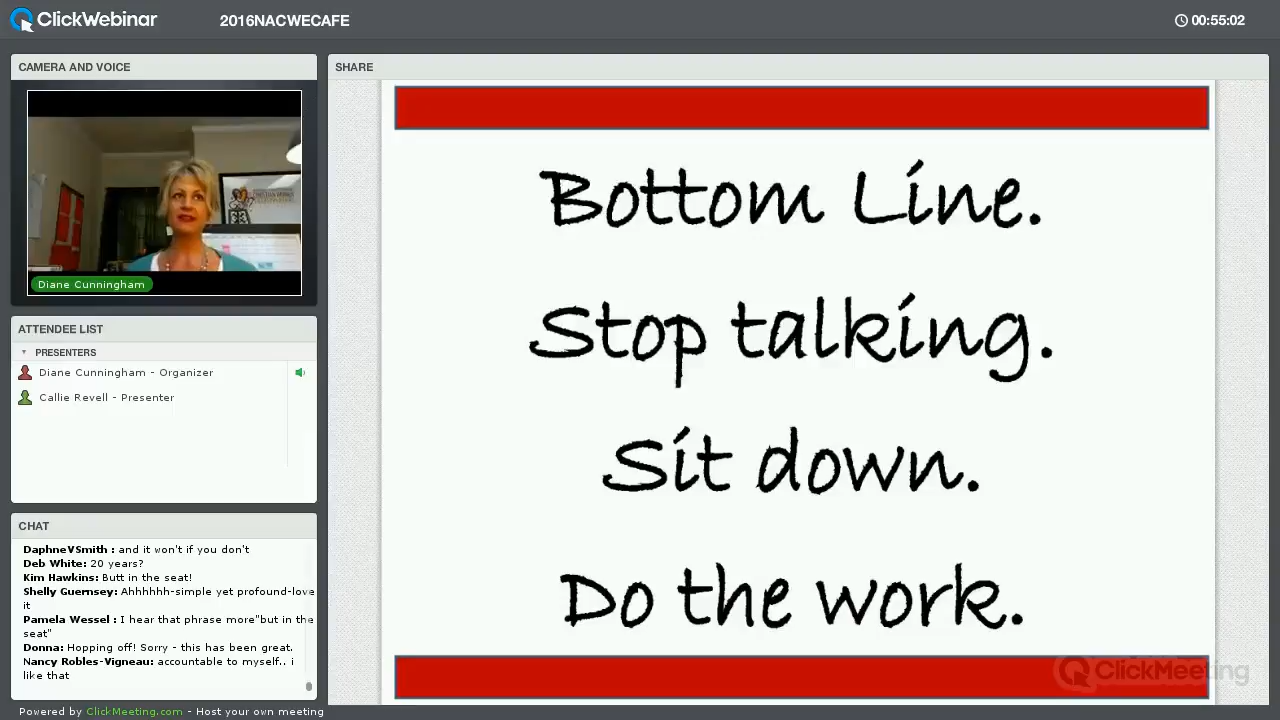 ClickWebinar
2016NACWECAFE
00:55:02
CAMERA AND VOICE
Diane Cunningham
ATTENDEE LIST
PRESENTERS
Diane Cunningham - Organizer
Callie Revell - Presenter
CHAT
DaphneVSmith : and it won't if you don't
Deb White: 20 years?
Kim Hawkins: Butt in the seat!
Shelly Guernsey: Ahhhhh-simple yet profound-love
it
Pamela Wessel : I hear that phrase more"but in the
seat"
off! Sorry - this has been great.
Nancy Robles-Vigneau: accountable to myself - I
like that
Powered by ClickMeeting.com - Host your own meeting
SHARE
Bottom Line.
Stop talking.
Sit down.
Do the work.
ClickMeeting